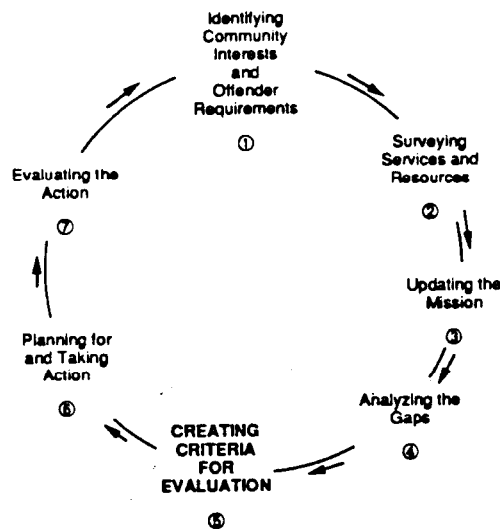 Identifying
Community
Interests
and
Offender
Requirements
①
Surveying
Services and
Resources
②
Updating the
Mission
③
Analyzing the
Gaps
④
CREATING
CRITERIA
FOR
EVALUATION
⑤
Planning for
and Taking
Action
⑥
Evaluating the
Action
⑦